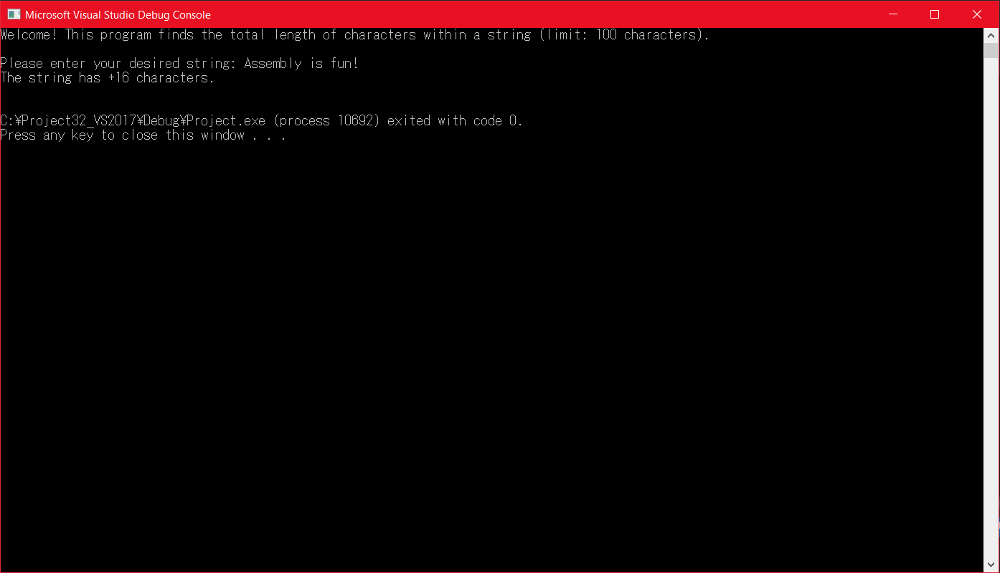 Microsoft Visual Studio Debug Console
Welcome! This program finds the total length of characters within a string (limit: 100 characters).
Please enter your desired string: Assembly is fun!
The string has +16 characters.
C:¥Project32_VS2017¥Debug¥Project.exe (process 10692) exited with code 0.
Press any key to close this window . . .